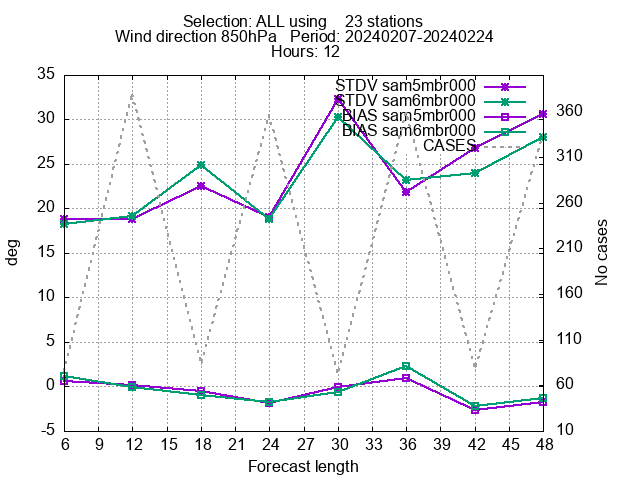 Selection: ALL using    23 stations
Wind direction 850hPa   Period: 20240207-20240224
Hours: 12
STDV sam5mbr000
STDV sam6mbr000
BIAS sam5mbr000
BIAS sam6mbr000
CASES
35
30
25
20
15
10
5
0
-5
deg
360
310
260
210
160
110
60
10
No cases
6 9 12 15 18 21 24 27 30 33 36 39 42 45 48
Forecast length